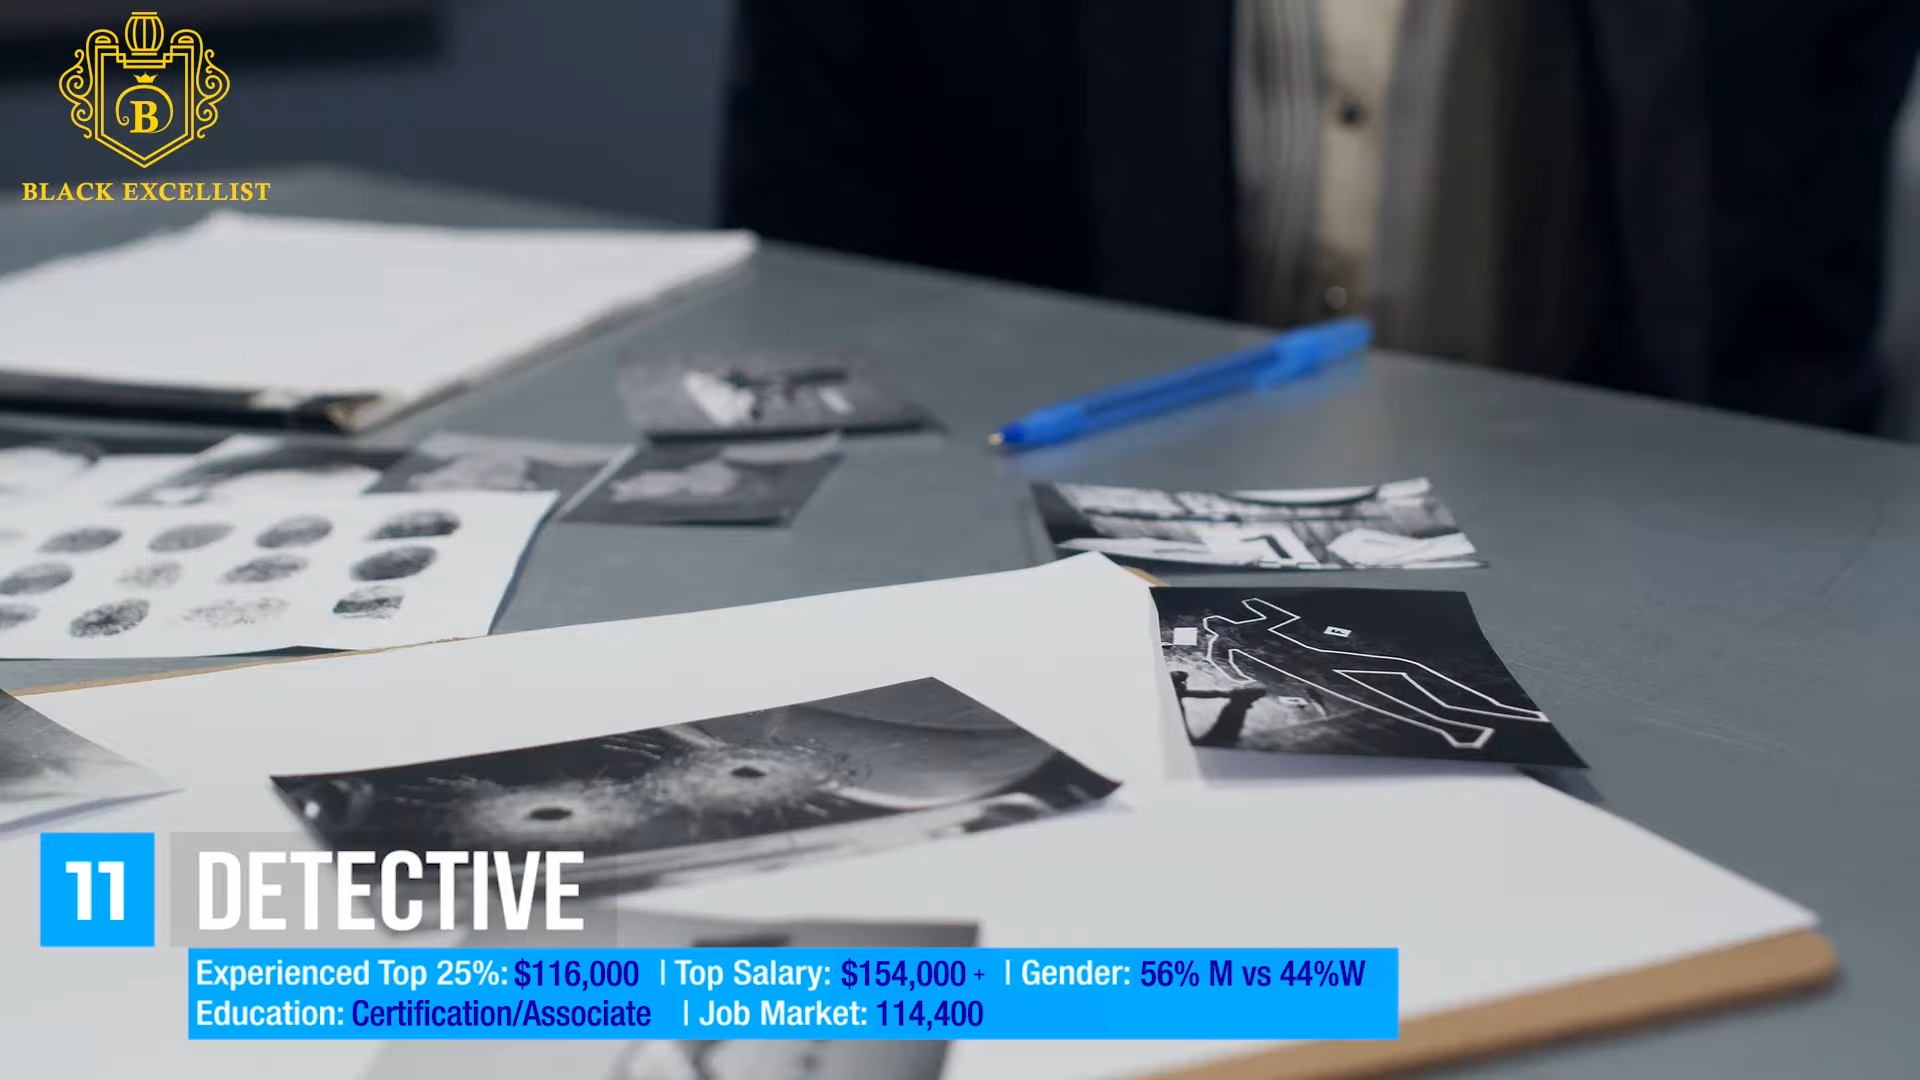 B
BLACK EXCELLIST
11
DETECTIVE
Experienced Top 25%: $116,000 | Top Salary: $154,000 + | Gender: 56% M vs 44%W
Education: Certification/Associate | Job Market: 114,400